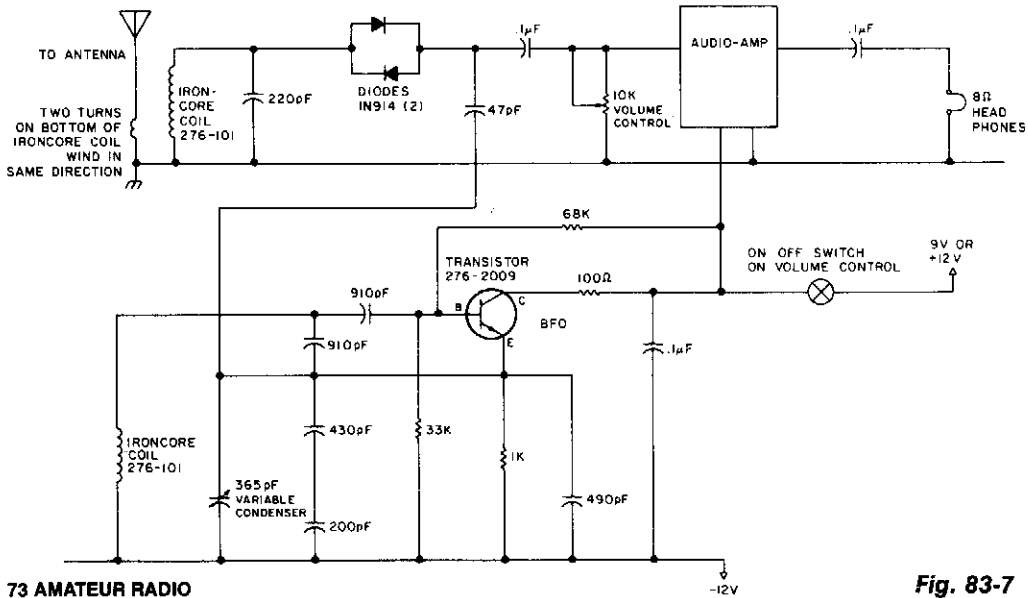 TO ANTENNA
TWO TURNS
ON BOTTOM OF
IRONCORE COIL
WIND IN
SAME DIRECTION
IRON-
CORE
COIL
276-101
220pF
DIODES
IN914 (2)
47pF
.1µF
10K
VOLUME
CONTROL
AUDIO-AMP
.1µF
8Ω
HEAD
PHONES
68K
TRANSISTOR
276-2009
100Ω
ON OFF SWITCH
ON VOLUME CONTROL
9V OR
+12V
910pF
B
C
E
BFO
910pF
.1µF
IRONCORE
COIL
276-101
430pF
33K
1K
365pF
VARIABLE
CONDENSER
200pF
490pF
-12V
73 AMATEUR RADIO
Fig. 83-7